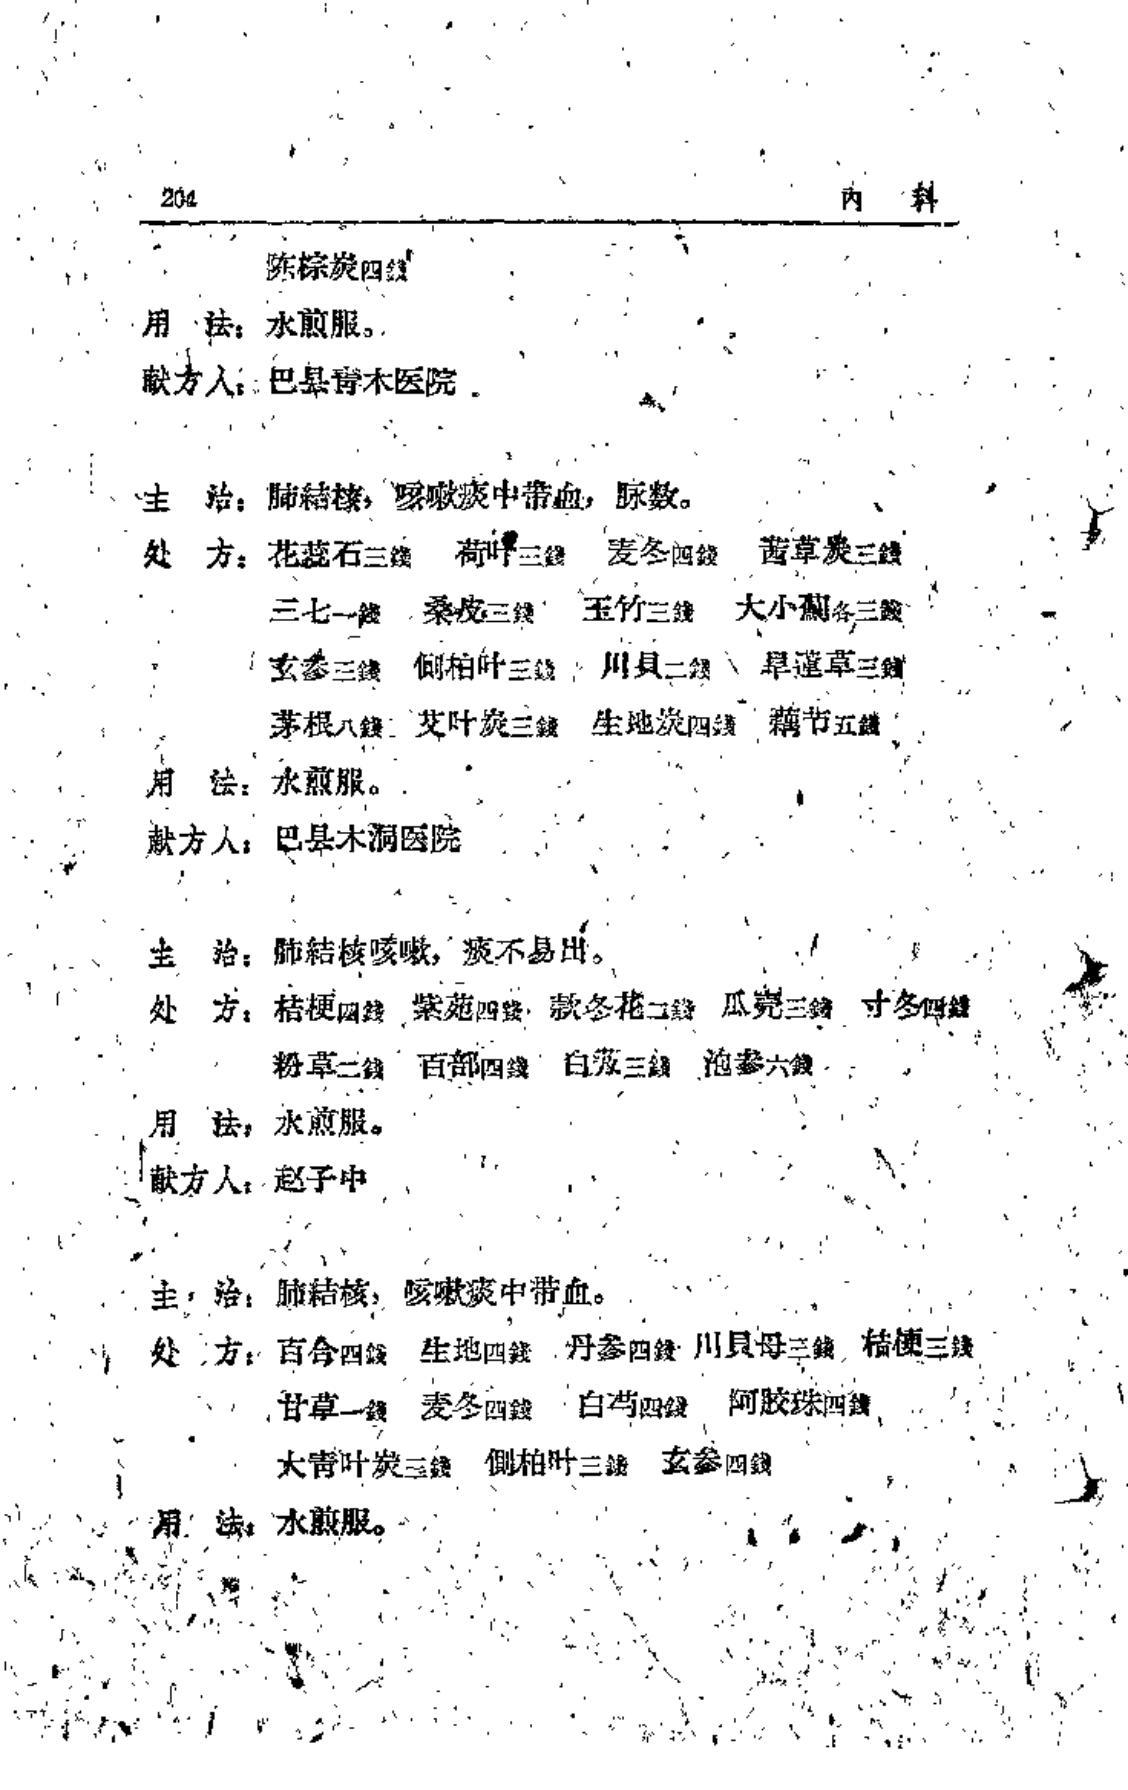 204 内 科
陈棕炭四錢
用 法：水煎服。
献方人：巴县青木医院
主 治：肺結核，咳嗽痰中带血，脉数。
处 方：花蕊石三錢 荷叶三錢 麦冬四錢 茜草炭三錢
三七一錢 桑皮三錢 玉竹三錢 大小薊各三錢
玄参三錢 侧柏叶三錢 川貝二錢 旱莲草三錢
茅根八錢 艾叶炭三錢 生地炭四錢 藕节五錢
用 法：水煎服。
献方人：巴县木洞医院
主 治：肺結核咳嗽，痰不易出。
处 方：桔梗四錢 紫菀四錢 款冬花二錢 瓜壳三錢 寸冬四錢
粉草二錢 百部四錢 白芨三錢 泡参六錢
用 法：水煎服。
献方人：赵子中
主 治：肺結核，咳嗽痰中带血。
处 方：百合四錢 生地四錢 丹参四錢 川貝母三錢 桔梗三錢
甘草一錢 麦冬四錢 白芍四錢 阿胶珠四錢
大青叶炭三錢 侧柏叶三錢 玄参四錢
用 法：水煎服。